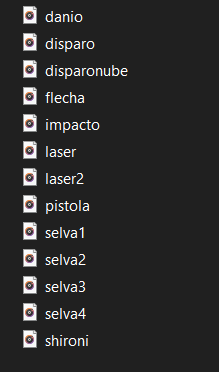 danio
disparo
disparonube
flecha
impacto
laser
laser2
pistola
selva1
selva2
selva3
selva4
shironi